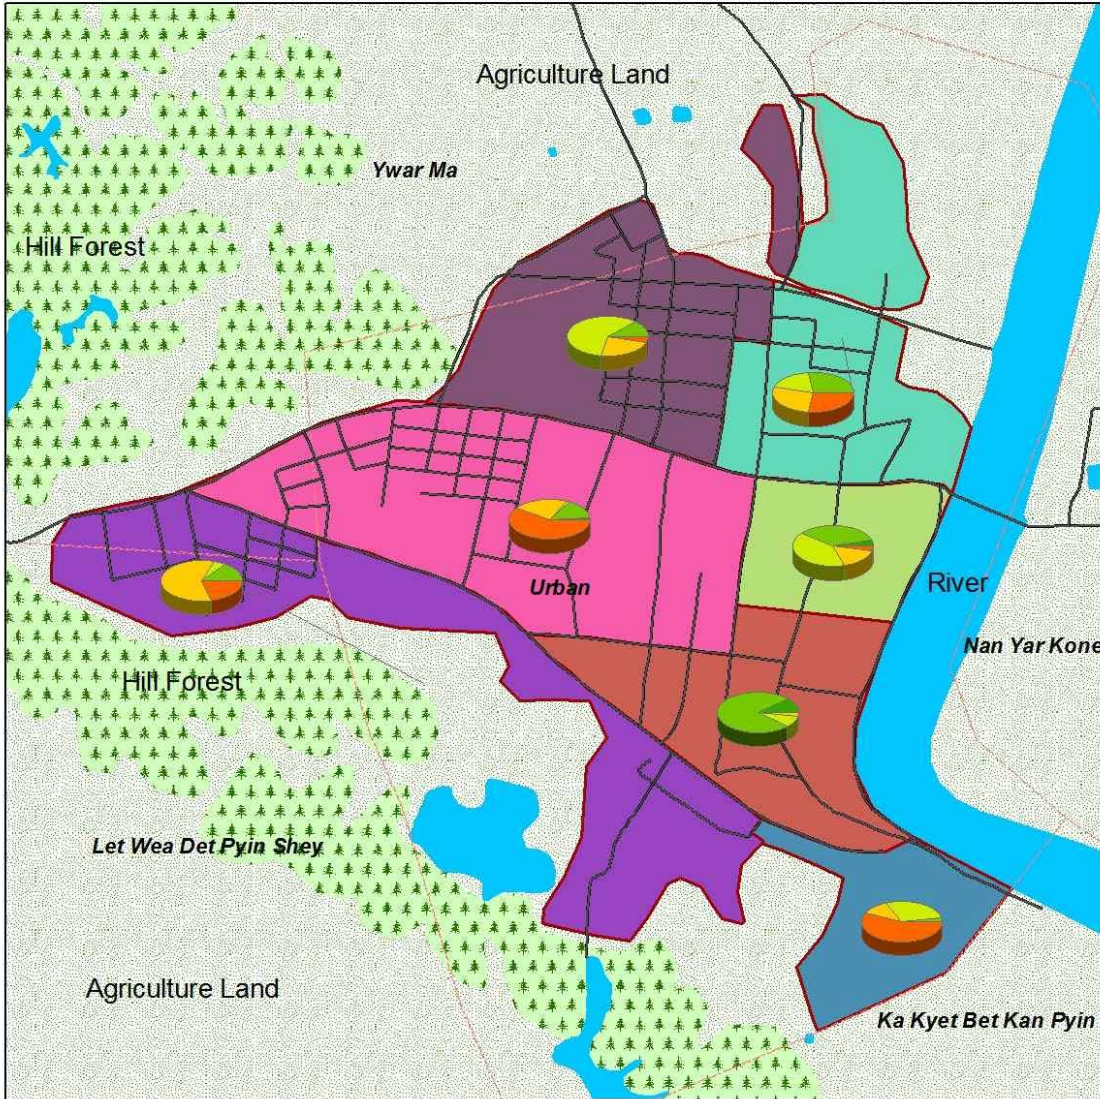 Agriculture Land
Ywar Ma
Hill Forest
River
Urban
Nan Yar Kone
Hill Forest
Let Wea Det Pyin Shey
Agriculture Land
Ka Kyet Bet Kan Pyin